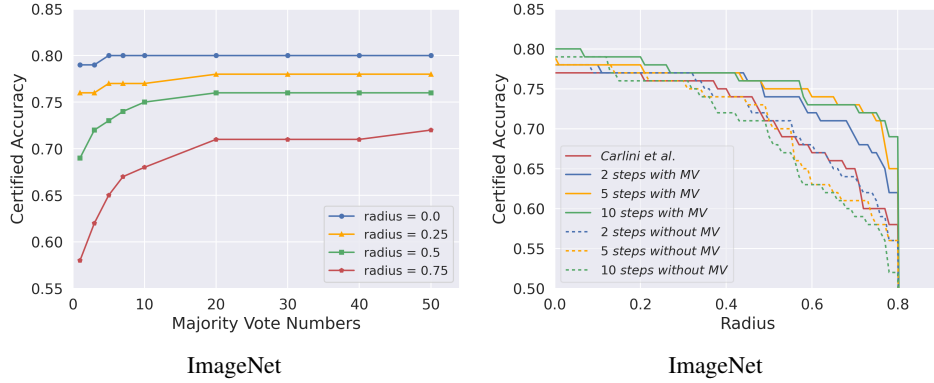 0.85
0.80
0.75
0.70
0.65
0.60
0.55
Certified Accuracy
0
10
20
30
40
50
Majority Vote Numbers
radius = 0.0
radius = 0.25
radius = 0.5
radius = 0.75
ImageNet
0.85
0.80
0.75
0.70
0.65
0.60
0.55
0.50
Certified Accuracy
0.0
0.2
0.4
0.6
0.8
Radius
Carlini et al.
2 steps with MV
5 steps with MV
10 steps with MV
2 steps without MV
5 steps without MV
10 steps without MV
ImageNet